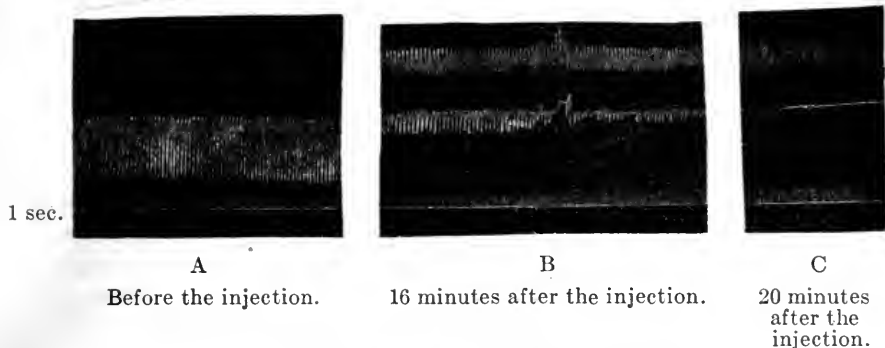 1 sec.
A
Before the injection.
B
16 minutes after the injection.
C
20 minutes
after the
injection.